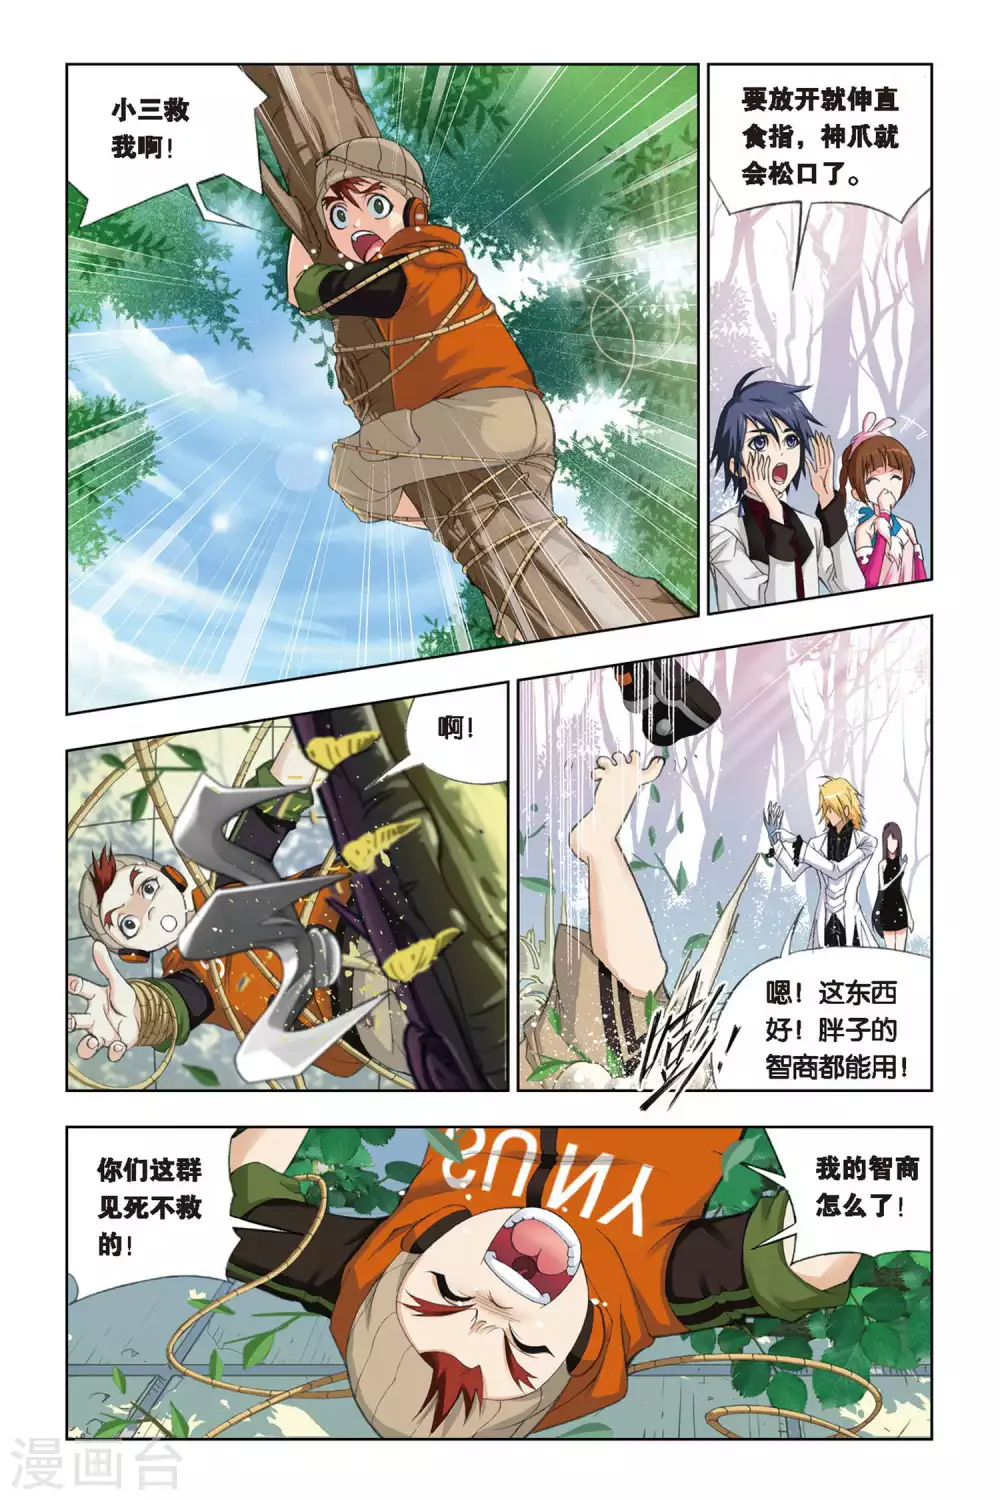 小三救
我啊！
要放开就伸直
食指，神爪就
会松口了。
啊！
嗯！这东西
好！胖子的
智商都能用！
嘭！
你们这群
见死不救
的！
我的智商
怎么了！
YNU3
漫画台